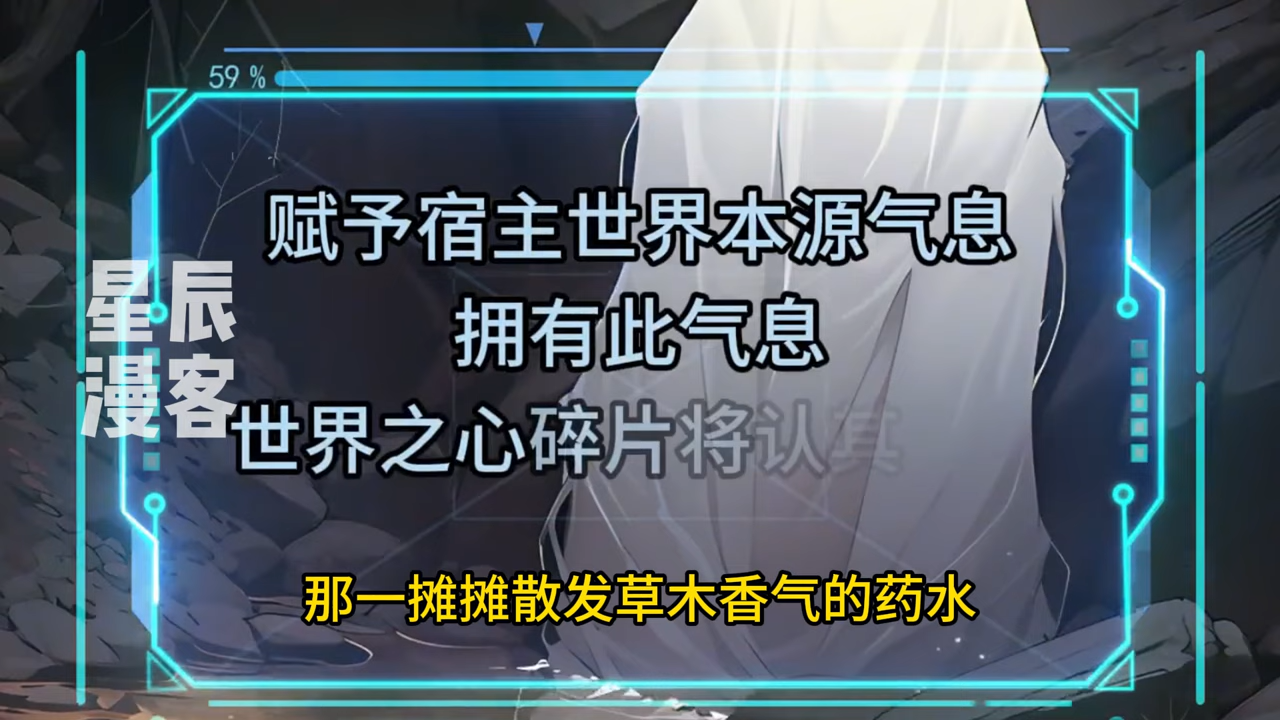 59 %
赋予宿主世界本源气息
拥有此气息
世界之心碎片将认其
星辰
漫客
那一摊摊散发草木香气的药水